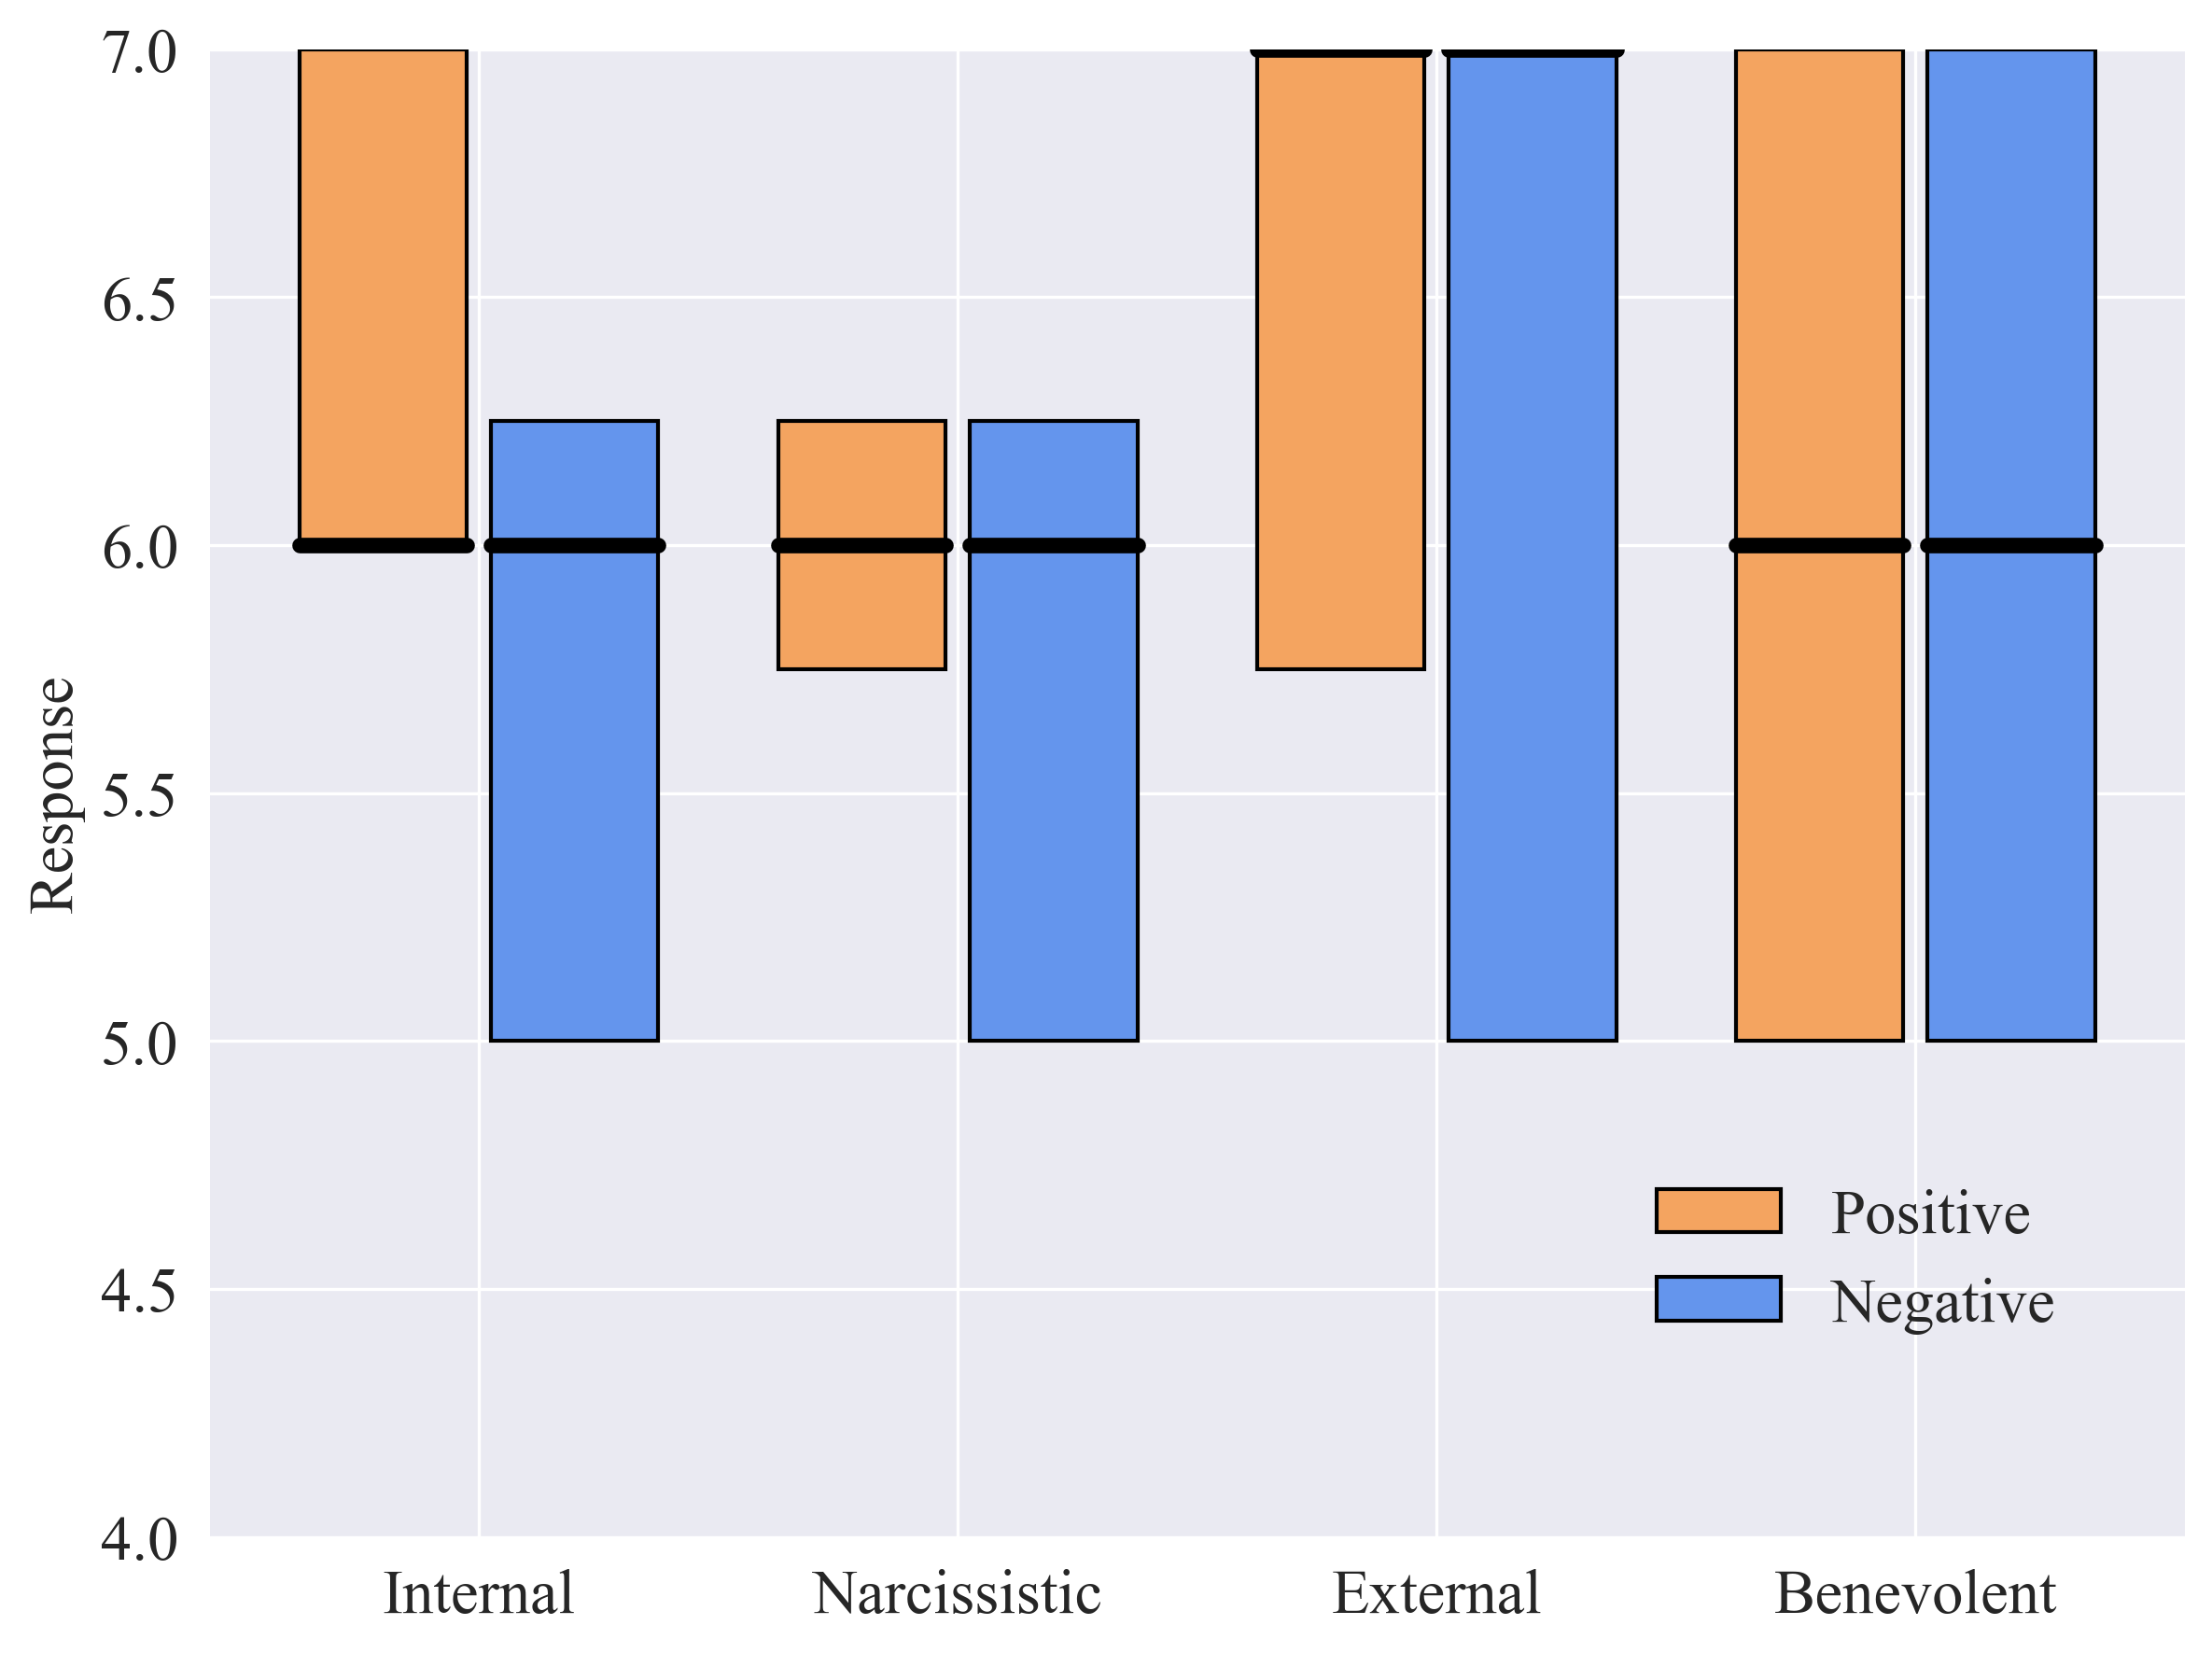 7.0
6.5
6.0
5.5
5.0
4.5
4.0
Response
Positive
Negative
Internal Narcissistic External Benevolent